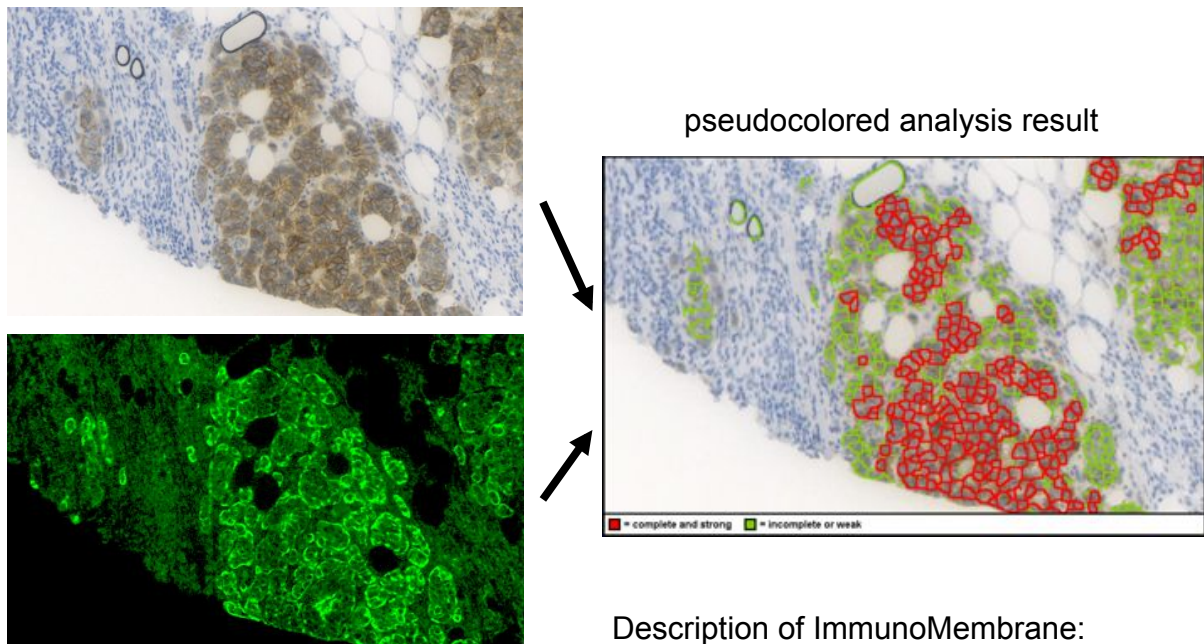 pseudocolored analysis result
= complete and strong = incomplete or weak
Description of ImmunoMembrane: